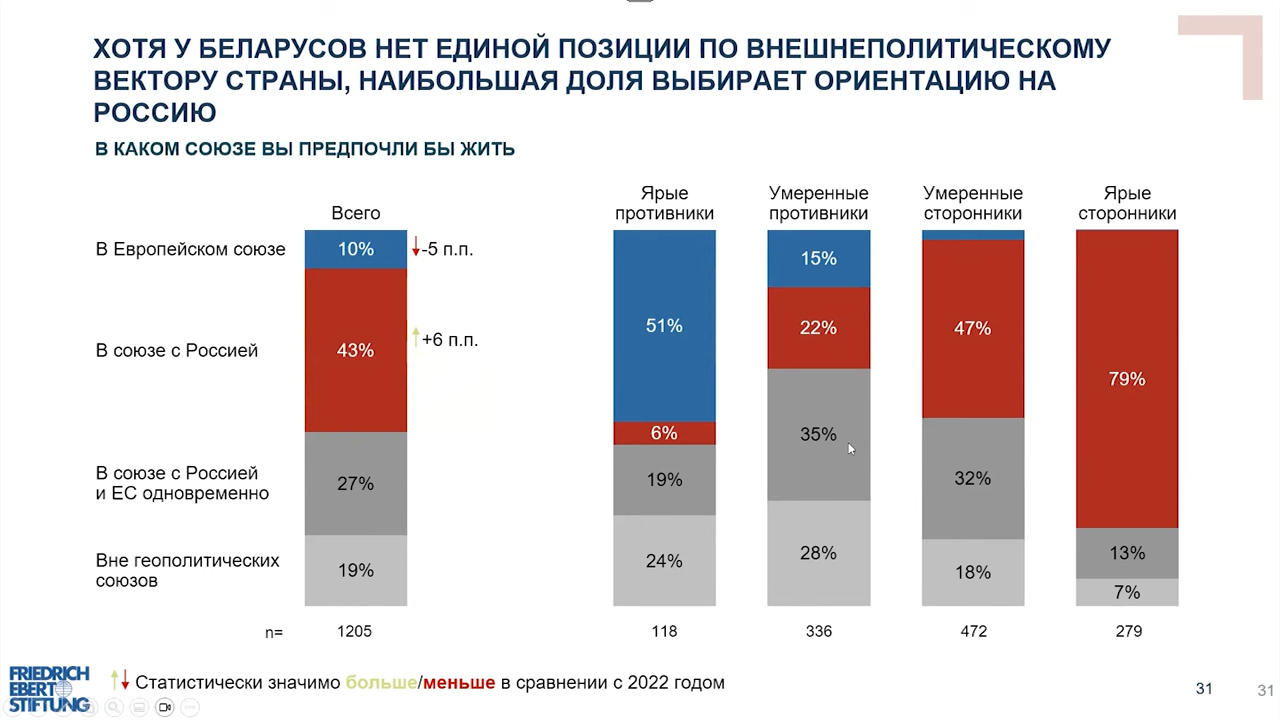 ХОТЯ У БЕЛАРУСОВ НЕТ ЕДИНОЙ ПОЗИЦИИ ПО ВНЕШНЕПОЛИТИЧЕСКОМУ
ВЕКТОРУ СТРАНЫ, НАИБОЛЬШАЯ ДОЛЯ ВЫБИРАЕТ ОРИЕНТАЦИЮ НА
РОССИЮ
В КАКОМ СОЮЗЕ ВЫ ПРЕДПОЧЛИ БЫ ЖИТЬ
Всего
Ярые
противники
Умеренные
противники
Умеренные
сторонники
Ярые
сторонники
В Европейском союзе
10%
-5 п.п.
51%
15%
В союзе с Россией
43%
+6 п.п.
6%
22%
47%
79%
В союзе с Россией
и ЕС одновременно
27%
19%
35%
32%
13%
Вне геополитических
союзов
19%
24%
28%
18%
7%
n=
1205
118
336
472
279
Статистически значимо больше/меньше в сравнении с 2022 годом
FRIEDRICH
EBERT
STIFTUNG
31
31